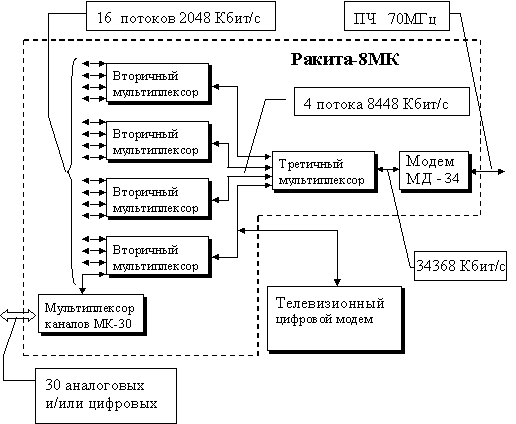 16 потоков 2048 Кбит/с
ПЧ 70МГц
Ракита-8МК
Вторичный
мультиплексор
4 потока 8448 Кбит/с
Вторичный
мультиплексор
Третичный
мультиплексор
Модем
МД - 34
Вторичный
мультиплексор
Вторичный
мультиплексор
34368 Кбит/с
Мультиплексор
каналов МК-30
Телевизионный
цифровой модем
30 аналоговых
и/или цифровых